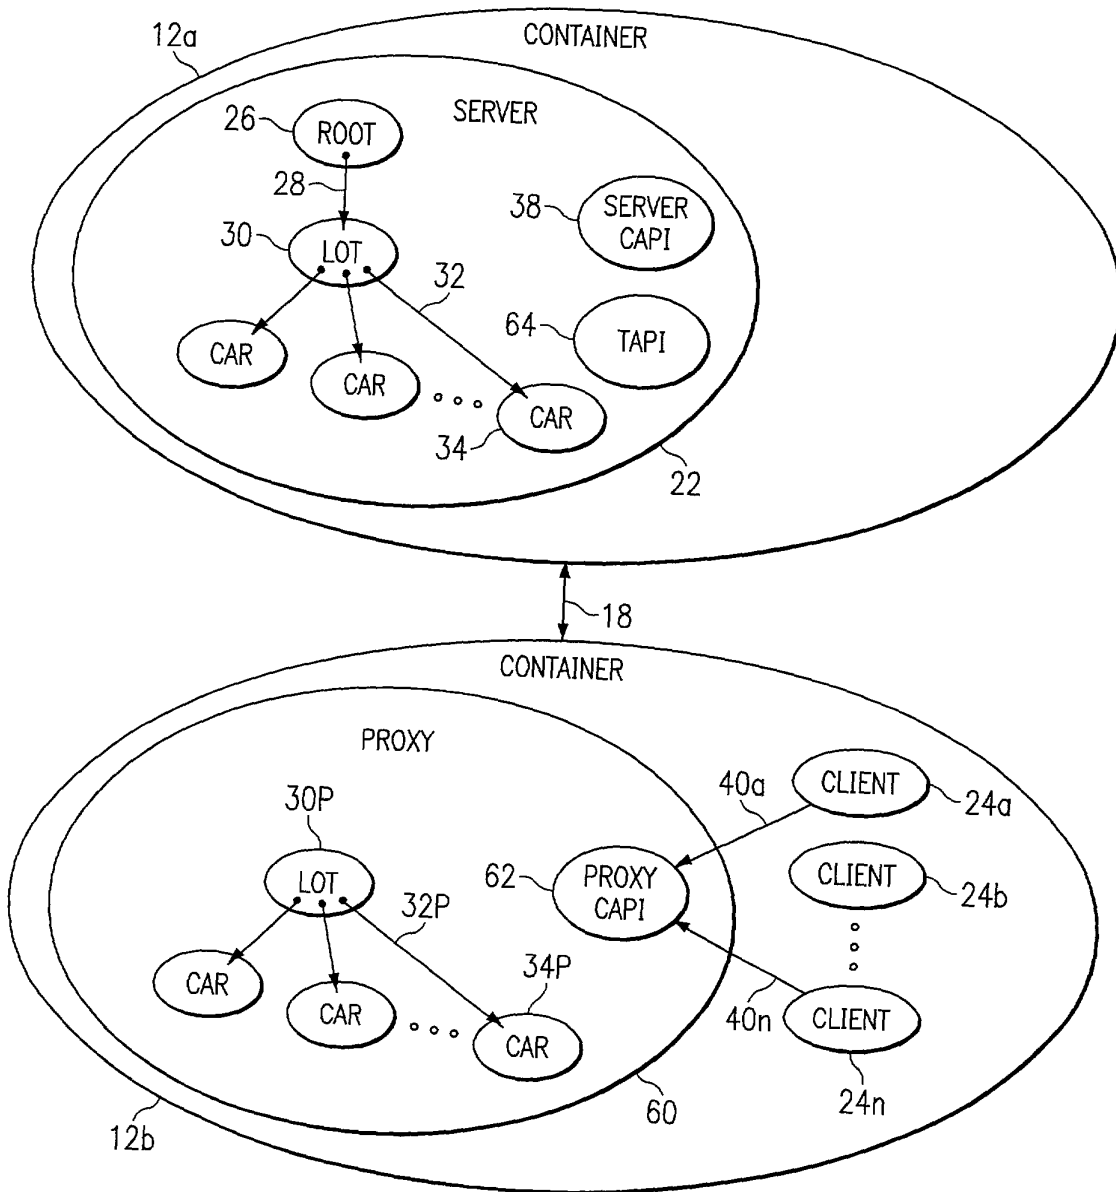 12a
CONTAINER
SERVER
26
ROOT
28
38
SERVER
CAPI
30
LOT
32
64
TAPI
CAR
CAR
CAR
34
22
18
CONTAINER
PROXY
30P
LOT
32P
CAR
CAR
34P
CAR
62
PROXY
CAPI
40a
CLIENT
24a
CLIENT
24b
40n
CLIENT
24n
60
12b